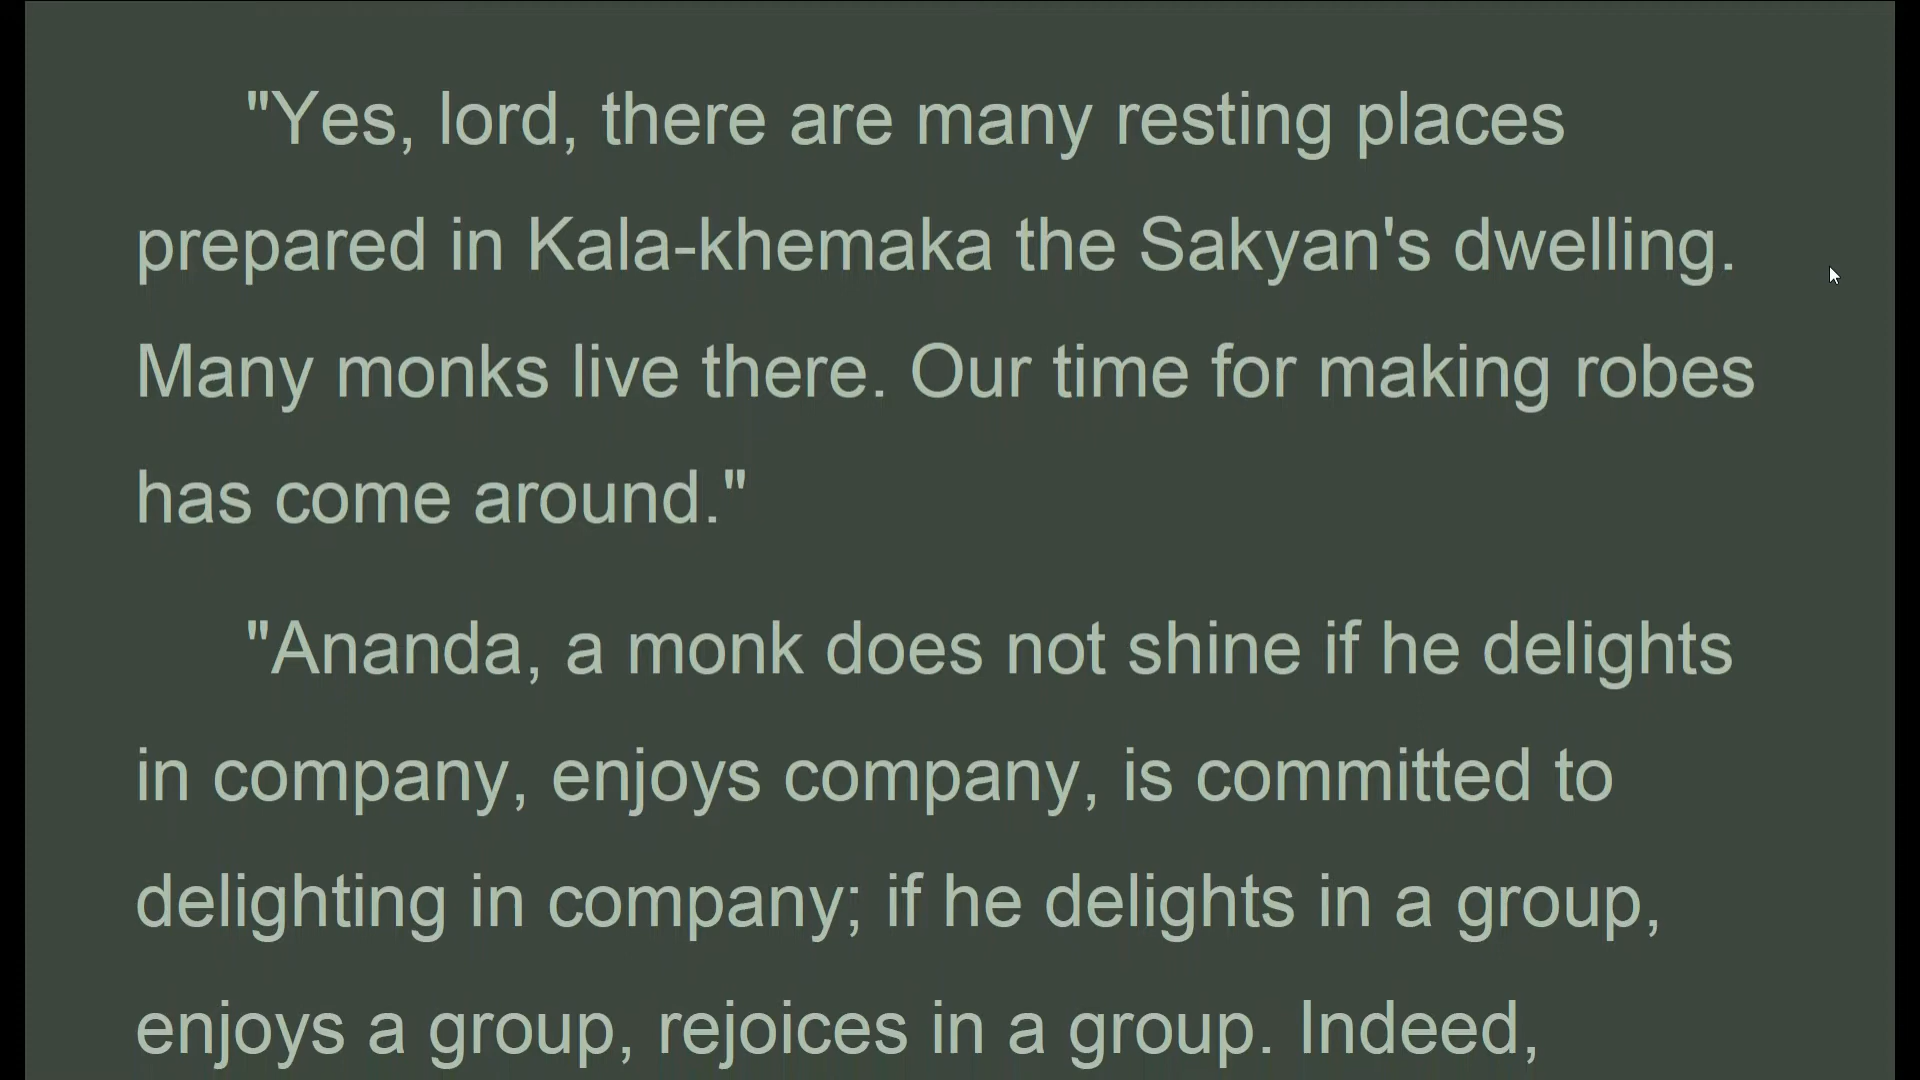 "Yes, lord, there are many resting places
prepared in Kala-khemaka the Sakyan's dwelling.
Many monks live there. Our time for making robes
has come around."
"Ananda, a monk does not shine if he delights
in company, enjoys company, is committed to
delighting in company; if he delights in a group,
enjoys a group, rejoices in a group. Indeed,